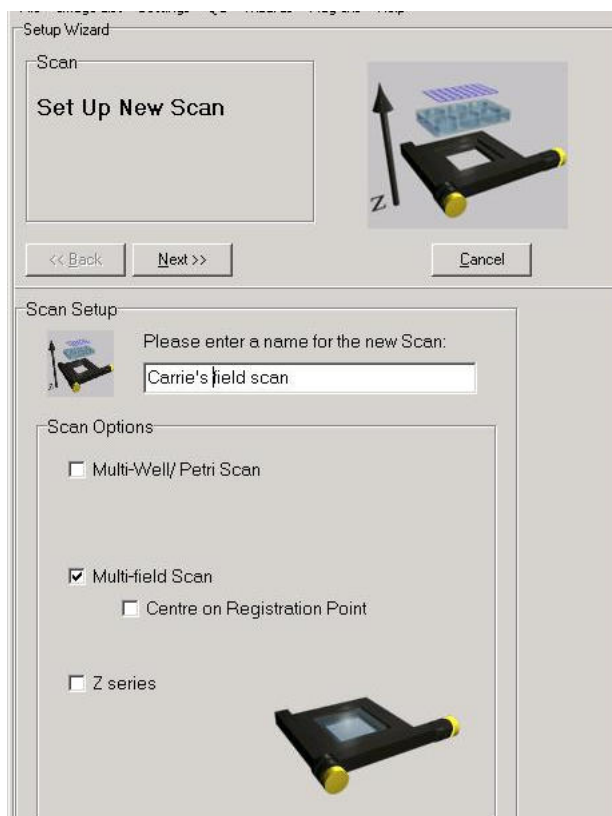 Setup Wizard
Scan
Set Up New Scan
Z
<< Back Next >> Cancel
Scan Setup
Please enter a name for the new Scan:
Carrie's field scan
Scan Options
Multi-Well/ Petri Scan
Multi-field Scan
Centre on Registration Point
Z series